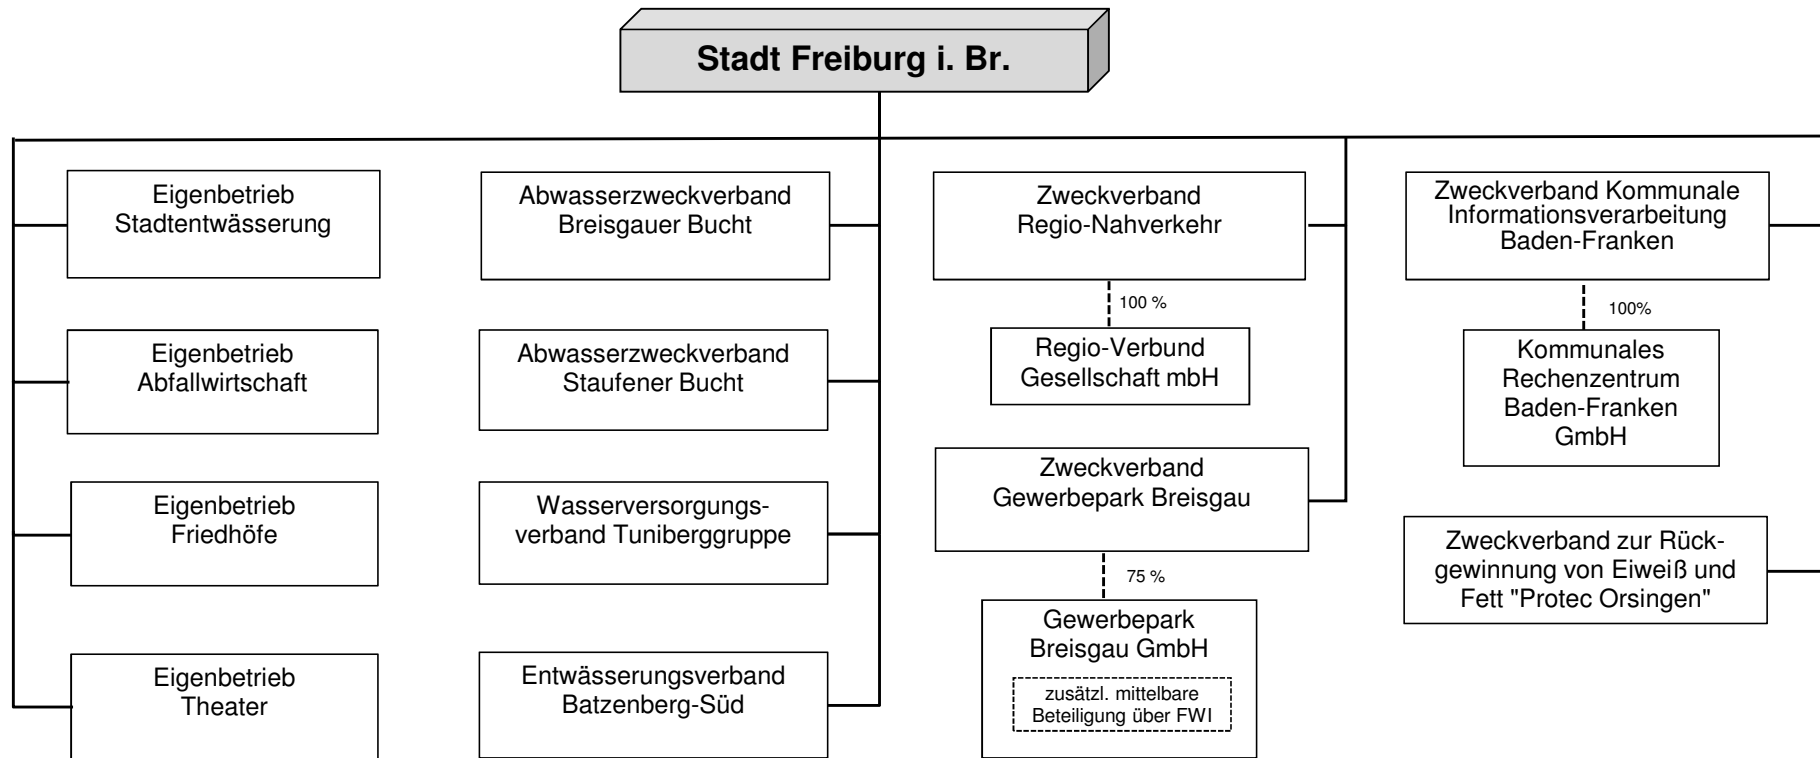 Stadt Freiburg i. Br.
Eigenbetrieb
Stadtentwässerung
Eigenbetrieb
Abfallwirtschaft
Eigenbetrieb
Friedhöfe
Eigenbetrieb
Theater
Abwasserzweckverband
Breisgauer Bucht
Abwasserzweckverband
Staufener Bucht
Wasserversorgungs-
verband Tuniberggruppe
Entwässerungsverband
Batzenberg-Süd
Zweckverband
Regio-Nahverkehr
100 %
Regio-Verbund
Gesellschaft mbH
Zweckverband
Gewerbepark Breisgau
75 %
Gewerbepark
Breisgau GmbH
zusätzl. mittelbare
Beteiligung über FWI
Zweckverband Kommunale
Informationsverarbeitung
Baden-Franken
100%
Kommunales
Rechenzentrum
Baden-Franken
GmbH
Zweckverband zur Rück-
gewinnung von Eiweiß und
Fett "Protec Orsingen"